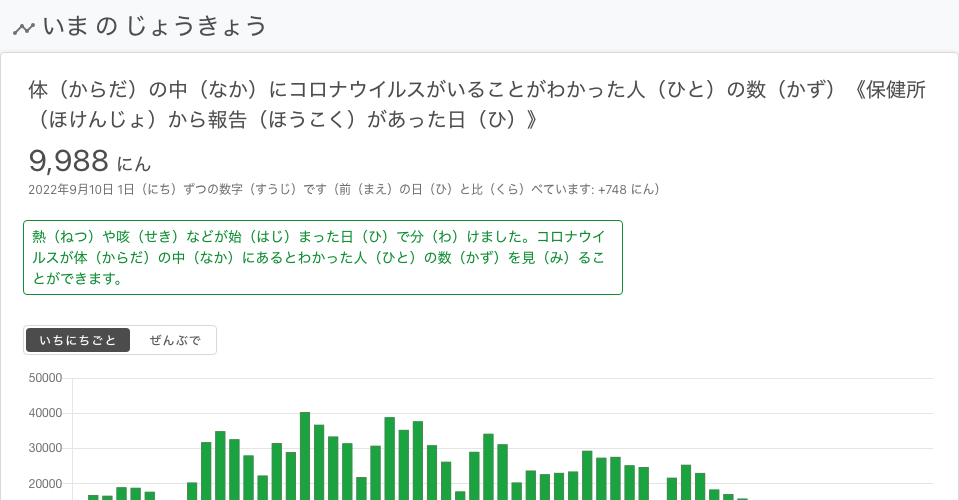 いま の じょうきょう
体（からだ）の中（なか）にコロナウイルスがいることがわかった人（ひと）の数（かず）《保健所
（ほけんじょ）から報告（ほうこく）があった日（ひ）》
9,988 にん
2022年9月10日 1日（にち）ずつの数字（すうじ）です（前（まえ）の日（ひ）と比（くら）べています: +748 にん）
熱（ねつ）や咳（せき）などが始（はじ）まった日（ひ）で分（わ）けました。コロナウイ
ルスが体（からだ）の中（なか）にあるとわかった人（ひと）の数（かず）を見（み）るこ
とができます。
いちにちごと ぜんぶで
50000
40000
30000
20000